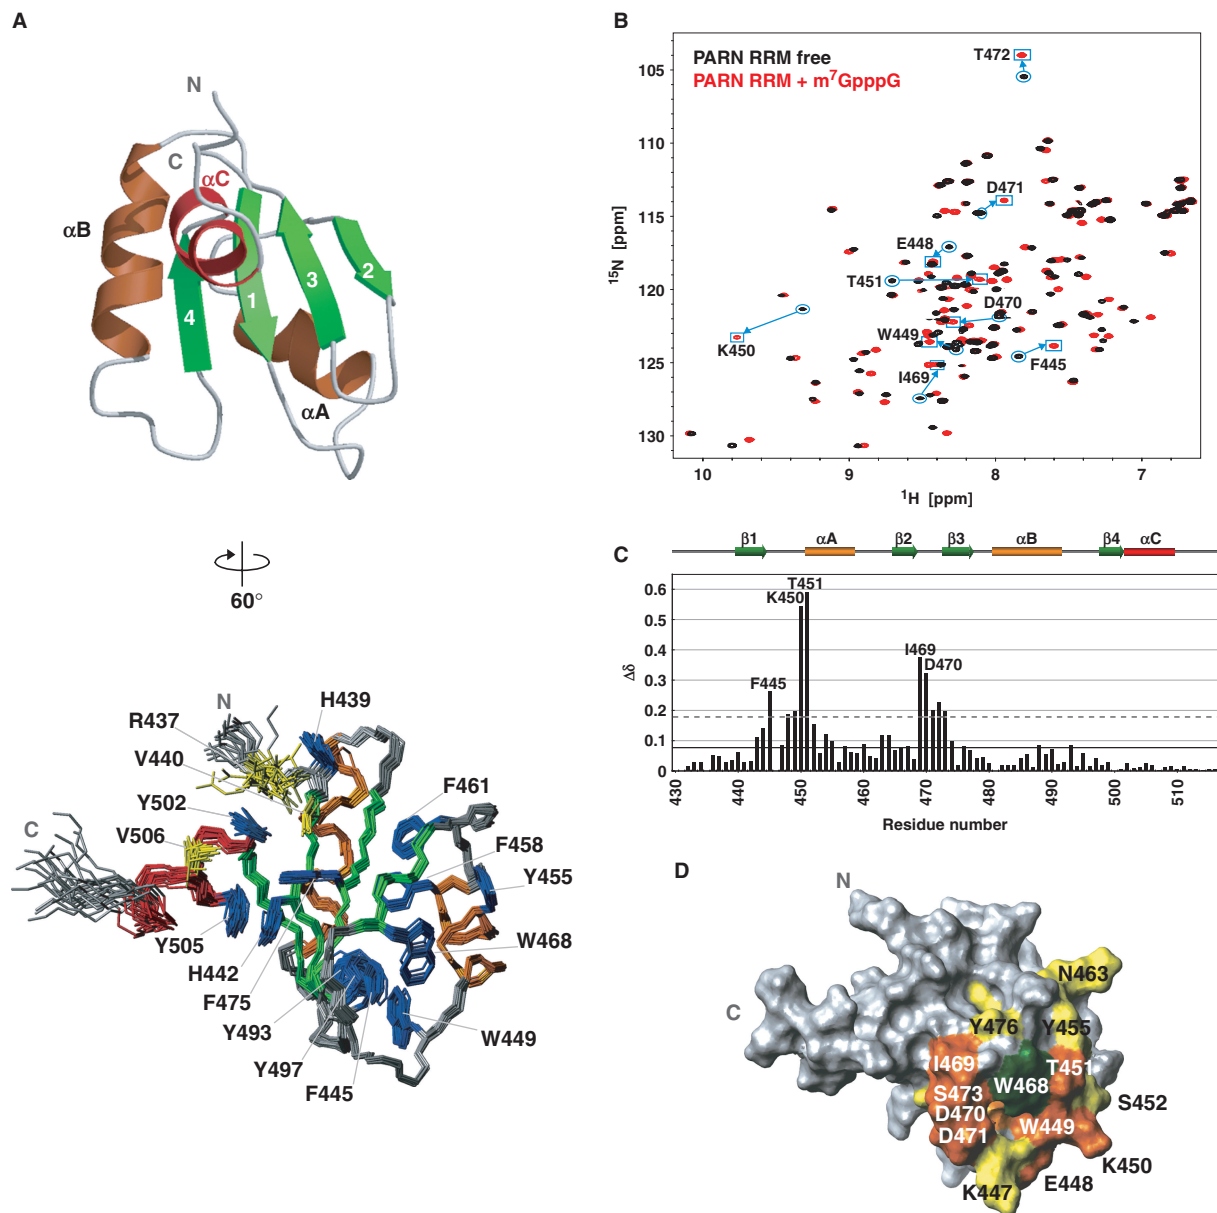 A
N
C
αC
αB
1
3
2
4
αA
60°
N
H439
R437
V440
Y502
F461
C
V506
F458
Y455
Y505
W468
H442
F475
Y493
W449
Y497
F445
B
PARN RRM free
PARN RRM + m⁷GpppG
T472
D471
E448
T451
D470
W449
K450
F445
I469
105
110
115
120
125
130
¹⁵N [ppm]
10
9
8
7
¹H [ppm]
C
β1
αA
β2
β3
αB
β4
αC
T451
K450
I469
D470
F445
0.6
0.5
0.4
0.3
0.2
0.1
0
Δδ
430
440
450
460
470
480
490
500
510
Residue number
D
N
C
N463
Y476
Y455
I469
T451
W468
S473
S452
D470
W449
D471
K450
E448
K447